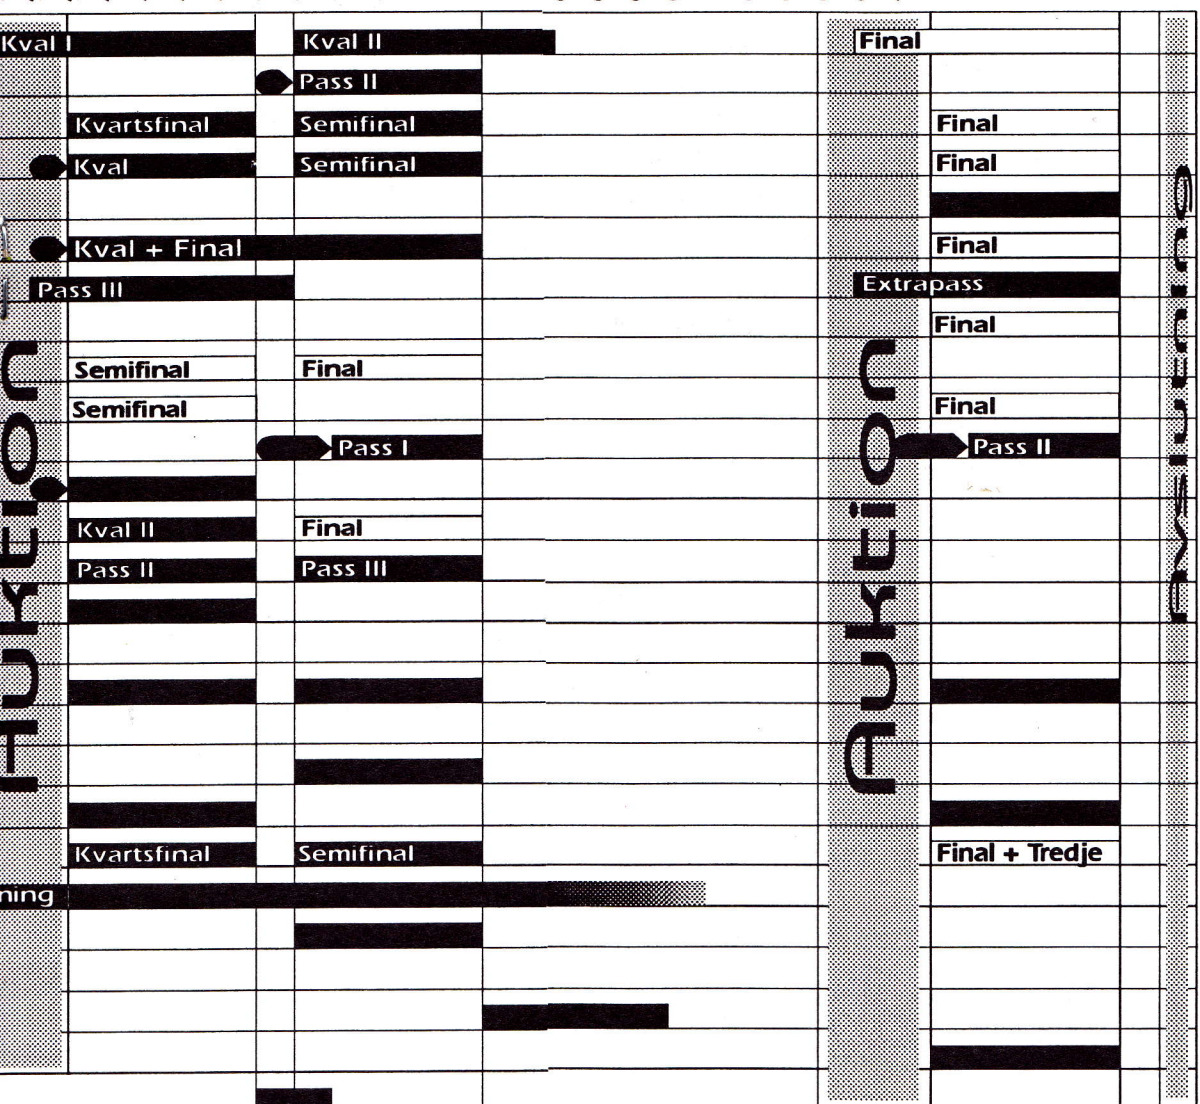 Kval I Kval II Final
Pass II
Kvartsfinal Semifinal Final
Kval Semifinal Final
Kval + Final Final
Pass III Extrapass
Final
Semifinal Final
Semifinal Final
Pass I Pass II
Kval II Final
Pass II Pass III
Kvartsfinal Semifinal Final + Tredje
ning
Auktion
Auktion
Avslutning